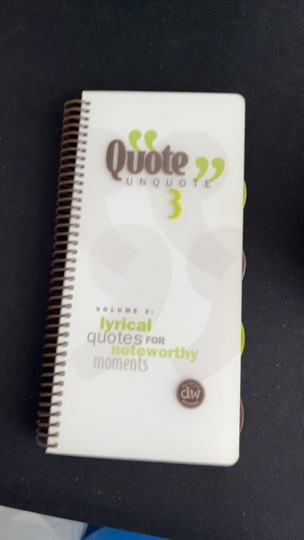 “Quote”
UNQUOTE
3
VOLUME 3:
lyrical
quotes FOR
noteworthy
moments
dw